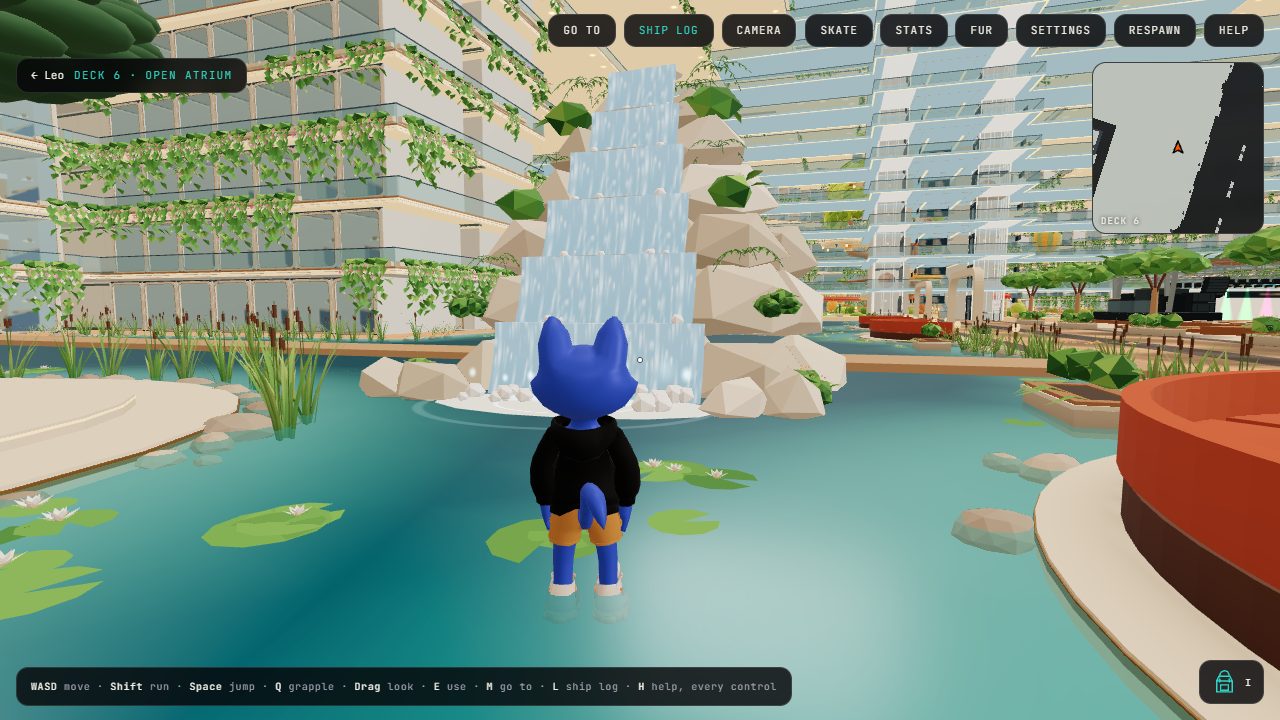 GO TO
SHIP LOG
CAMERA
SKATE
STATS
FUR
SETTINGS
RESPAWN
HELP
← Leo DECK 6 · OPEN ATRIUM
DECK 6
WASD move · Shift run · Space jump · Q grapple · Drag look · E use · M go to · L ship log · H help, every control
I